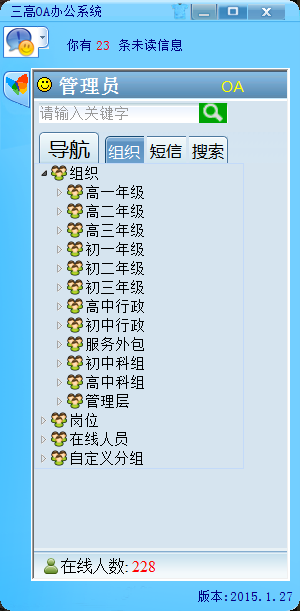 三高OA办公系统
你有 23 条未读信息
管理员 OA
请输入关键字
导航 组织 短信 搜索
组织
高一年级
高二年级
高三年级
初一年级
初二年级
初三年级
高中行政
初中行政
服务外包
初中科组
高中科组
管理层
岗位
在线人员
自定义分组
在线人数: 228
版本:2015.1.27